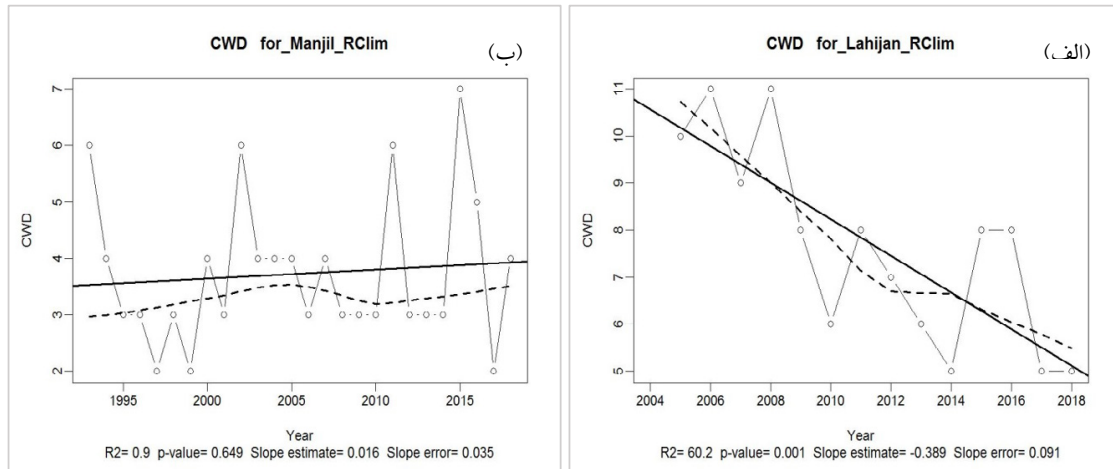 CWD for_Manjil_RClim
(ب)
CWD
7
6
5
4
3
2
1995
2000
2005
2010
2015
Year
R2= 0.9 p-value= 0.649 Slope estimate= 0.016 Slope error= 0.035
CWD for_Lahijan_RClim
(الف)
CWD
11
10
9
8
7
6
5
2004
2006
2008
2010
2012
2014
2016
2018
Year
R2= 60.2 p-value= 0.001 Slope estimate= -0.389 Slope error= 0.091